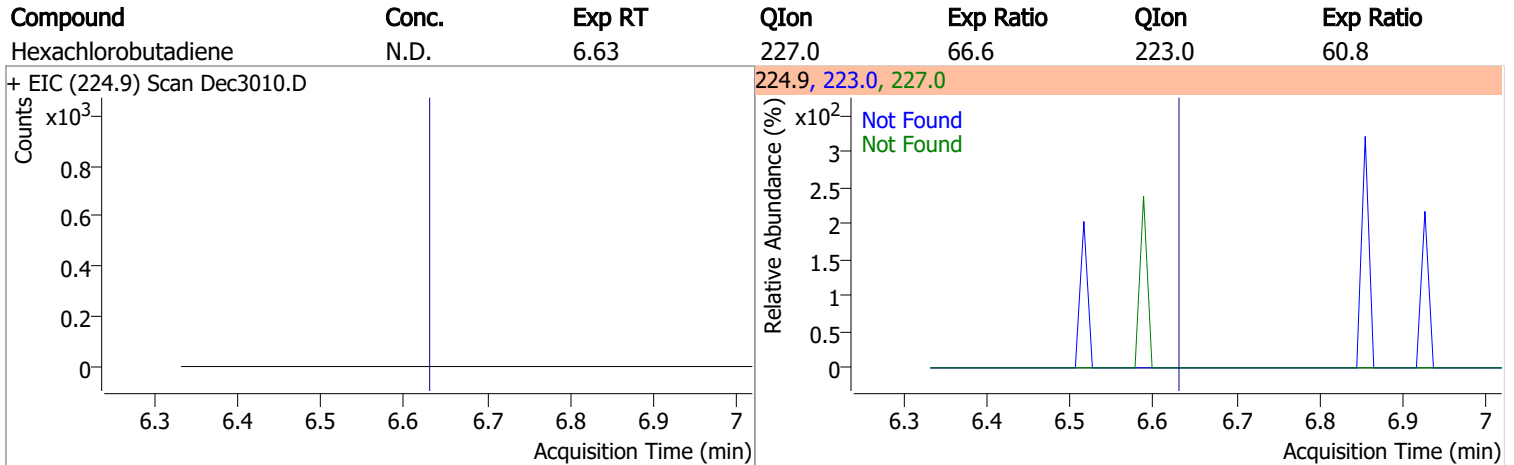 Compound Conc. Exp RT QIon Exp Ratio QIon Exp Ratio
Hexachlorobutadiene N.D. 6.63 227.0 66.6 223.0 60.8
+ EIC (224.9) Scan Dec3010.D
Counts
x10³
0.8
0.6
0.4
0.2
0
6.3 6.4 6.5 6.6 6.7 6.8 6.9 7
Acquisition Time (min)
224.9, 223.0, 227.0
Relative Abundance (%)
x10²
Not Found
Not Found
3
2.5
2
1.5
1
0.5
0
6.3 6.4 6.5 6.6 6.7 6.8 6.9 7
Acquisition Time (min)